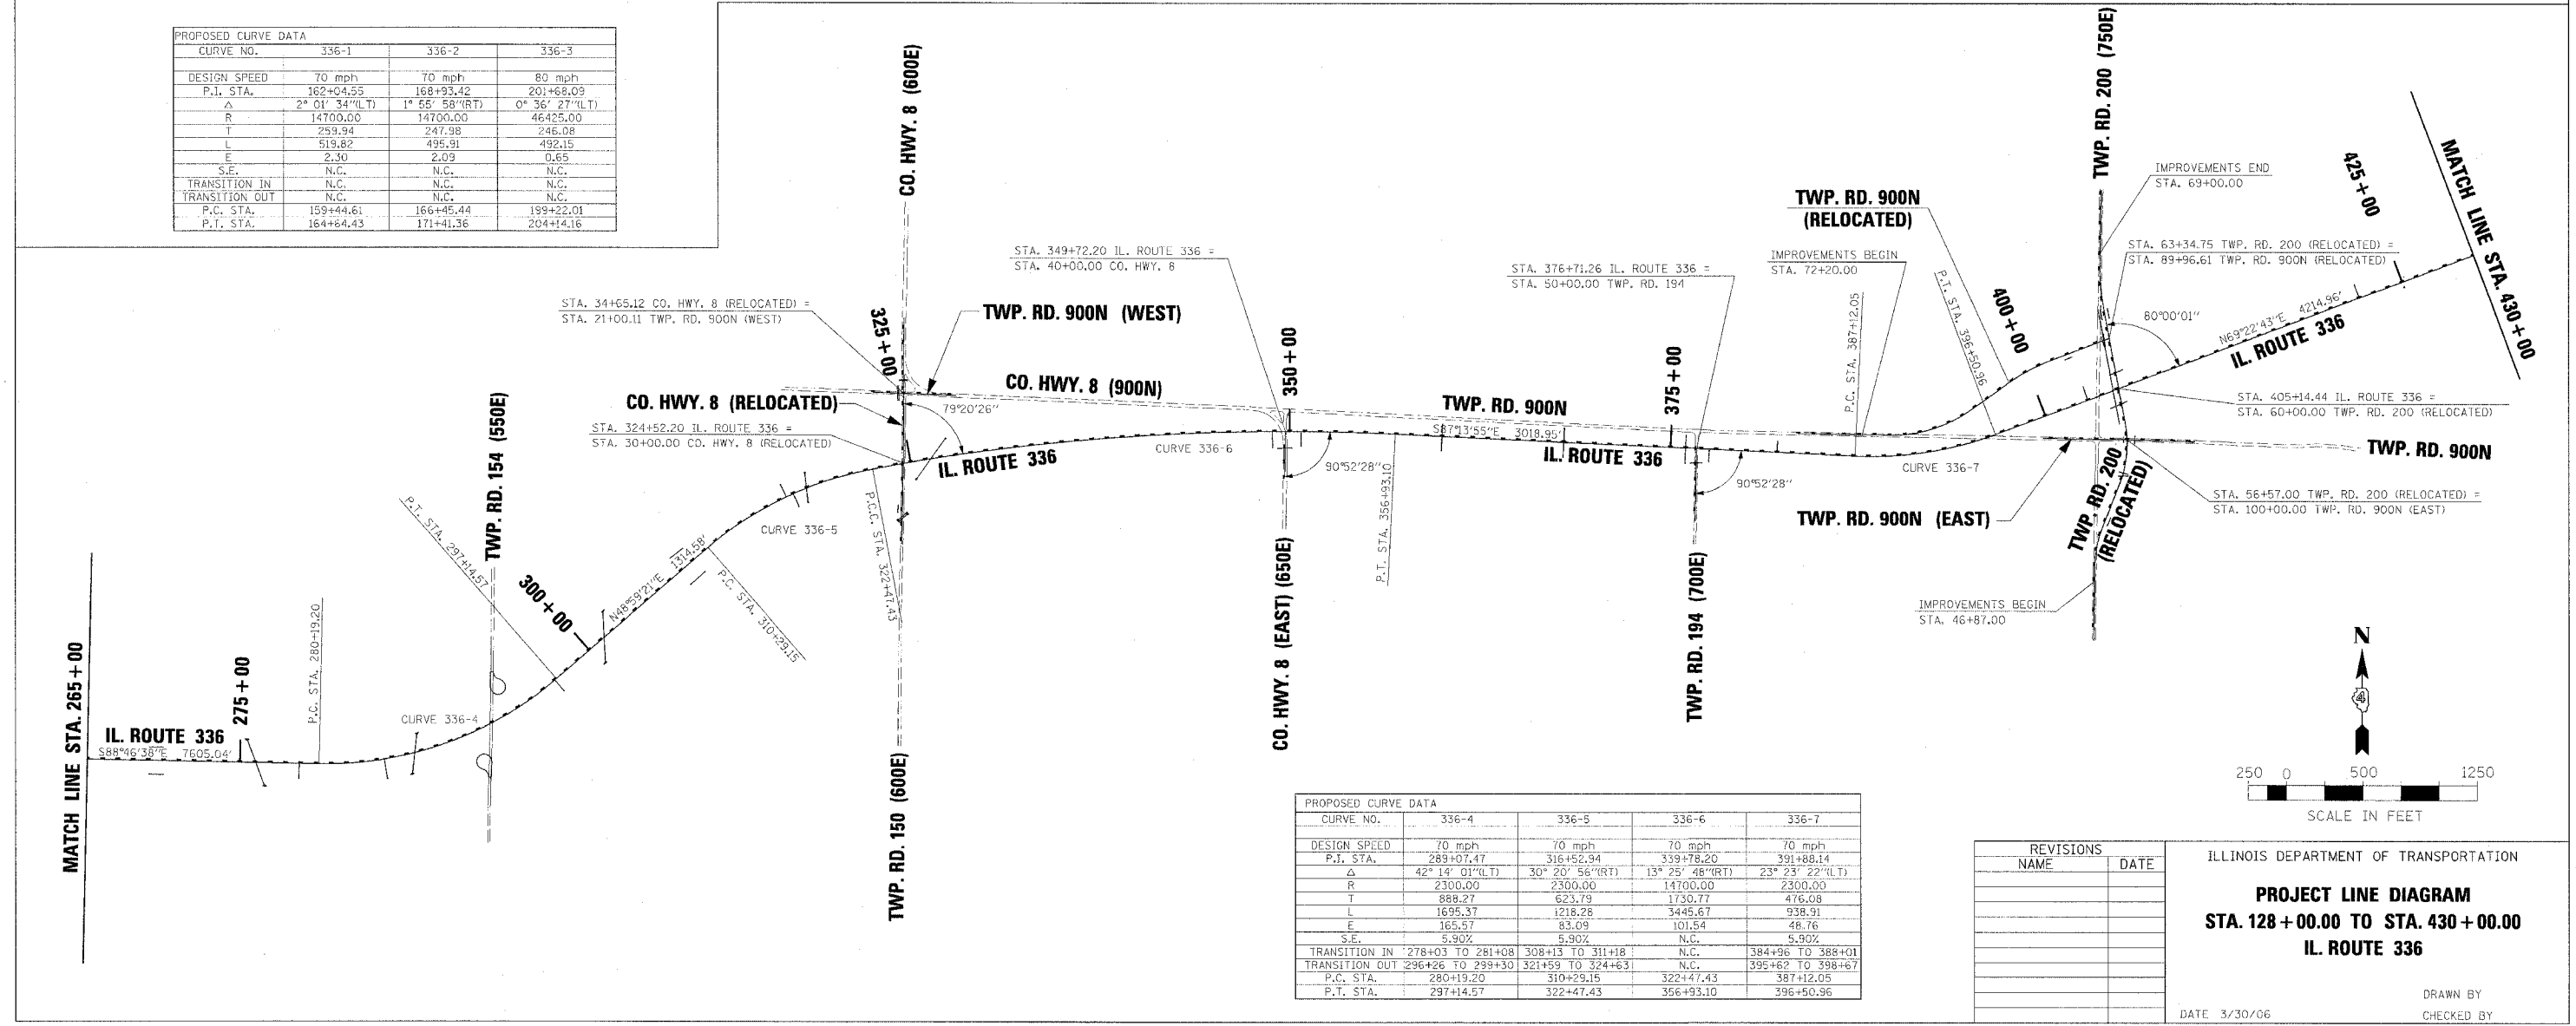 PROPOSED CURVE DATA
CURVE NO. 336-1 336-2 336-3
DESIGN SPEED 70 mph 70 mph 80 mph
P.I. STA. 162+04.55 168+93.42 201+68.09
Δ 2° 01' 34"(LT) 1° 55' 58"(RT) 0° 36' 27"(LT)
R 14700.00 14700.00 46425.00
T 259.94 247.98 246.08
L 519.82 495.91 492.15
E 2.30 2.09 0.65
S.E. N.C. N.C. N.C.
TRANSITION IN N.C. N.C. N.C.
TRANSITION OUT N.C. N.C. N.C.
P.C. STA. 159+44.61 166+45.44 199+22.01
P.T. STA. 164+64.43 171+41.36 204+14.16
MATCH LINE STA. 265+00
IL. ROUTE 336
S88°46'38"E 7605.04'
275+00
P.C. STA. 280+19.20
CURVE 336-4
P.T. STA. 297+14.57
TWP. RD. 154 (550E)
300+00
N48°59'21"E 1314.58'
P.C. STA. 310+29.15
CURVE 336-5
P.C.C. STA. 322+47.43
STA. 34+65.12 CO. HWY. 8 (RELOCATED) =
STA. 21+00.11 TWP. RD. 900N (WEST)
CO. HWY. 8 (RELOCATED)
STA. 324+52.20 IL. ROUTE 336 =
STA. 30+00.00 CO. HWY. 8 (RELOCATED)
325+00
CO. HWY. 8 (600E)
TWP. RD. 150 (600E)
79°20'26"
IL. ROUTE 336
TWP. RD. 900N (WEST)
CO. HWY. 8 (900N)
STA. 349+72.20 IL. ROUTE 336 =
STA. 40+00.00 CO. HWY. 8
CURVE 336-6
350+00
CO. HWY. 8 (EAST) (650E)
90°52'28"
P.T. STA. 356+93.10
TWP. RD. 900N
S87°13'55"E 3018.95'
IL. ROUTE 336
STA. 376+71.26 IL. ROUTE 336 =
STA. 50+00.00 TWP. RD. 194
375+00
TWP. RD. 194 (700E)
90°52'28"
IMPROVEMENTS BEGIN
STA. 72+20.00
P.C. STA. 387+12.05
TWP. RD. 900N
(RELOCATED)
P.T. STA. 396+50.96
400+00
CURVE 336-7
TWP. RD. 900N (EAST)
TWP. RD. 200 (750E)
IMPROVEMENTS END
STA. 69+00.00
STA. 63+34.75 TWP. RD. 200 (RELOCATED) =
STA. 89+96.61 TWP. RD. 900N (RELOCATED)
80°00'01"
N69°22'43"E 4214.96'
IL. ROUTE 336
425+00
MATCH LINE STA. 430+00
STA. 405+14.44 IL. ROUTE 336 =
STA. 60+00.00 TWP. RD. 200 (RELOCATED)
TWP. RD. 900N
STA. 56+57.00 TWP. RD. 200 (RELOCATED) =
STA. 100+00.00 TWP. RD. 900N (EAST)
TWP. RD. 200
(RELOCATED)
IMPROVEMENTS BEGIN
STA. 46+87.00
N
4
250 0 500 1250
SCALE IN FEET
PROPOSED CURVE DATA
CURVE NO. 336-4 336-5 336-6 336-7
DESIGN SPEED 70 mph 70 mph 70 mph 70 mph
P.I. STA. 289+07.47 316+52.94 339+78.20 391+88.14
Δ 42° 14' 01"(LT) 30° 20' 56"(RT) 13° 25' 48"(RT) 23° 23' 22"(LT)
R 2300.00 2300.00 14700.00 2300.00
T 888.27 623.79 1730.77 476.08
L 1695.37 1218.28 3445.67 938.91
E 165.57 83.09 101.54 48.76
S.E. 5.90% 5.90% N.C. 5.90%
TRANSITION IN 278+03 TO 281+08 308+13 TO 311+18 N.C. 384+96 TO 388+01
TRANSITION OUT 296+26 TO 299+30 321+59 TO 324+63 N.C. 395+62 TO 398+67
P.C. STA. 280+19.20 310+29.15 322+47.43 387+12.05
P.T. STA. 297+14.57 322+47.43 356+93.10 396+50.96
REVISIONS
NAME DATE
ILLINOIS DEPARTMENT OF TRANSPORTATION
PROJECT LINE DIAGRAM
STA. 128+00.00 TO STA. 430+00.00
IL. ROUTE 336
DRAWN BY
DATE 3/30/06 CHECKED BY